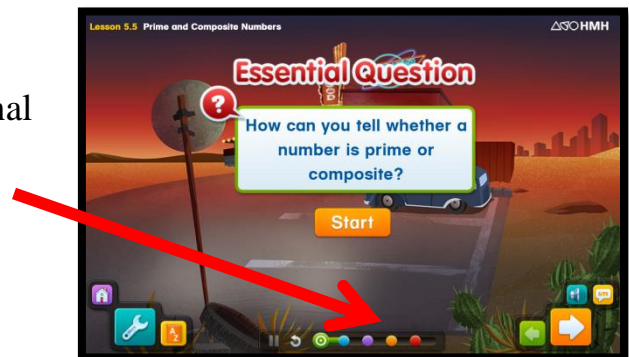 Lesson 5.5 Prime and Composite Numbers
HMH
Essential Question
?
nal
How can you tell whether a
number is prime or
composite?
Start
A
Z